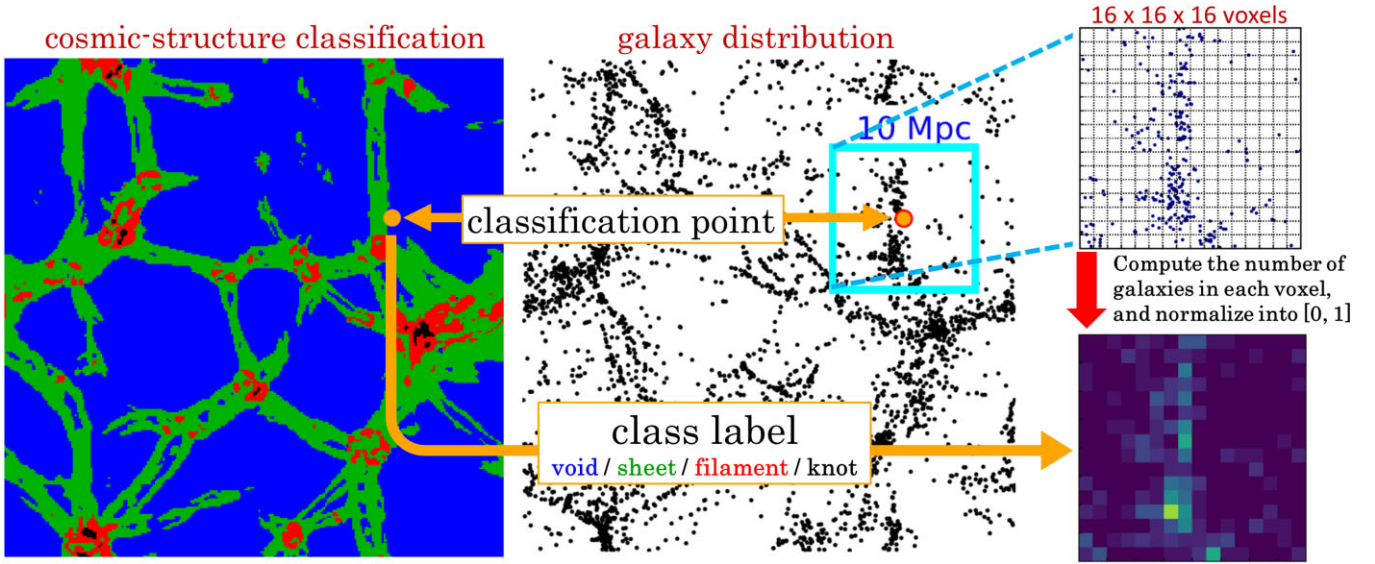 cosmic-structure classification
galaxy distribution
16 x 16 x 16 voxels
10 Mpc
classification point
Compute the number of
galaxies in each voxel,
and normalize into [0, 1]
class label
void / sheet / filament / knot